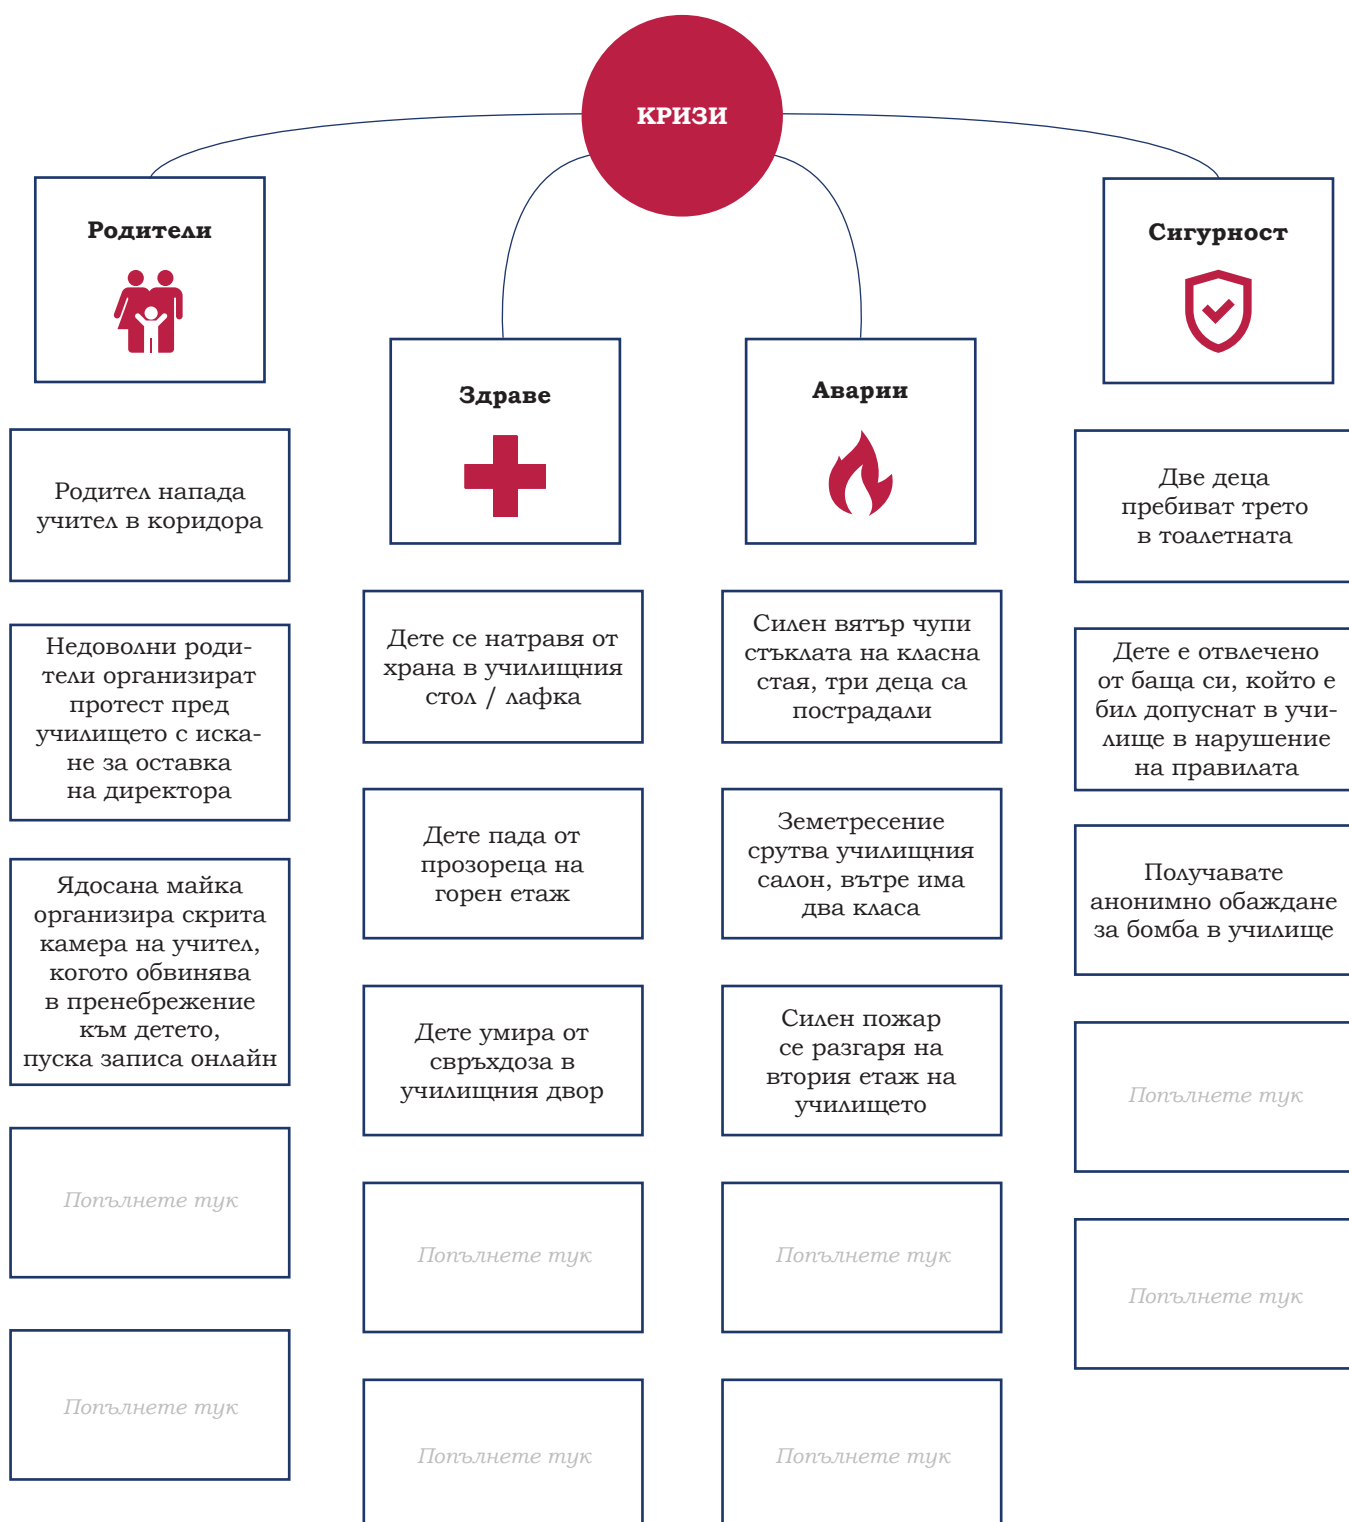 КРИЗИ
Родители
Родител напада
учител в коридора
Недоволни роди-
тели организират
протест пред
училището с иска-
не за оставка
на директора
Ядосана майка
организира скрита
камера на учител,
когото обвинява
в пренебрежение
към детето,
пуска записа онлайн
Попълнете тук
Попълнете тук
Здраве
Дете се натравя от
храна в училищния
стол / лафка
Дете пада от
прозореца на
горен етаж
Дете умира от
свръхдоза в
училищния двор
Попълнете тук
Попълнете тук
Аварии
Силен вятър чупи
стъклата на класна
стая, три деца са
пострадали
Земетресение
срутва училищния
салон, вътре има
два класа
Силен пожар
се разгаря на
втория етаж на
училището
Попълнете тук
Попълнете тук
Сигурност
Две деца
пребиват трето
в тоалетната
Дете е отвлечено
от баща си, който е
бил допуснат в учи-
лище в нарушение
на правилата
Получавате
анонимно обаждане
за бомба в училище
Попълнете тук
Попълнете тук